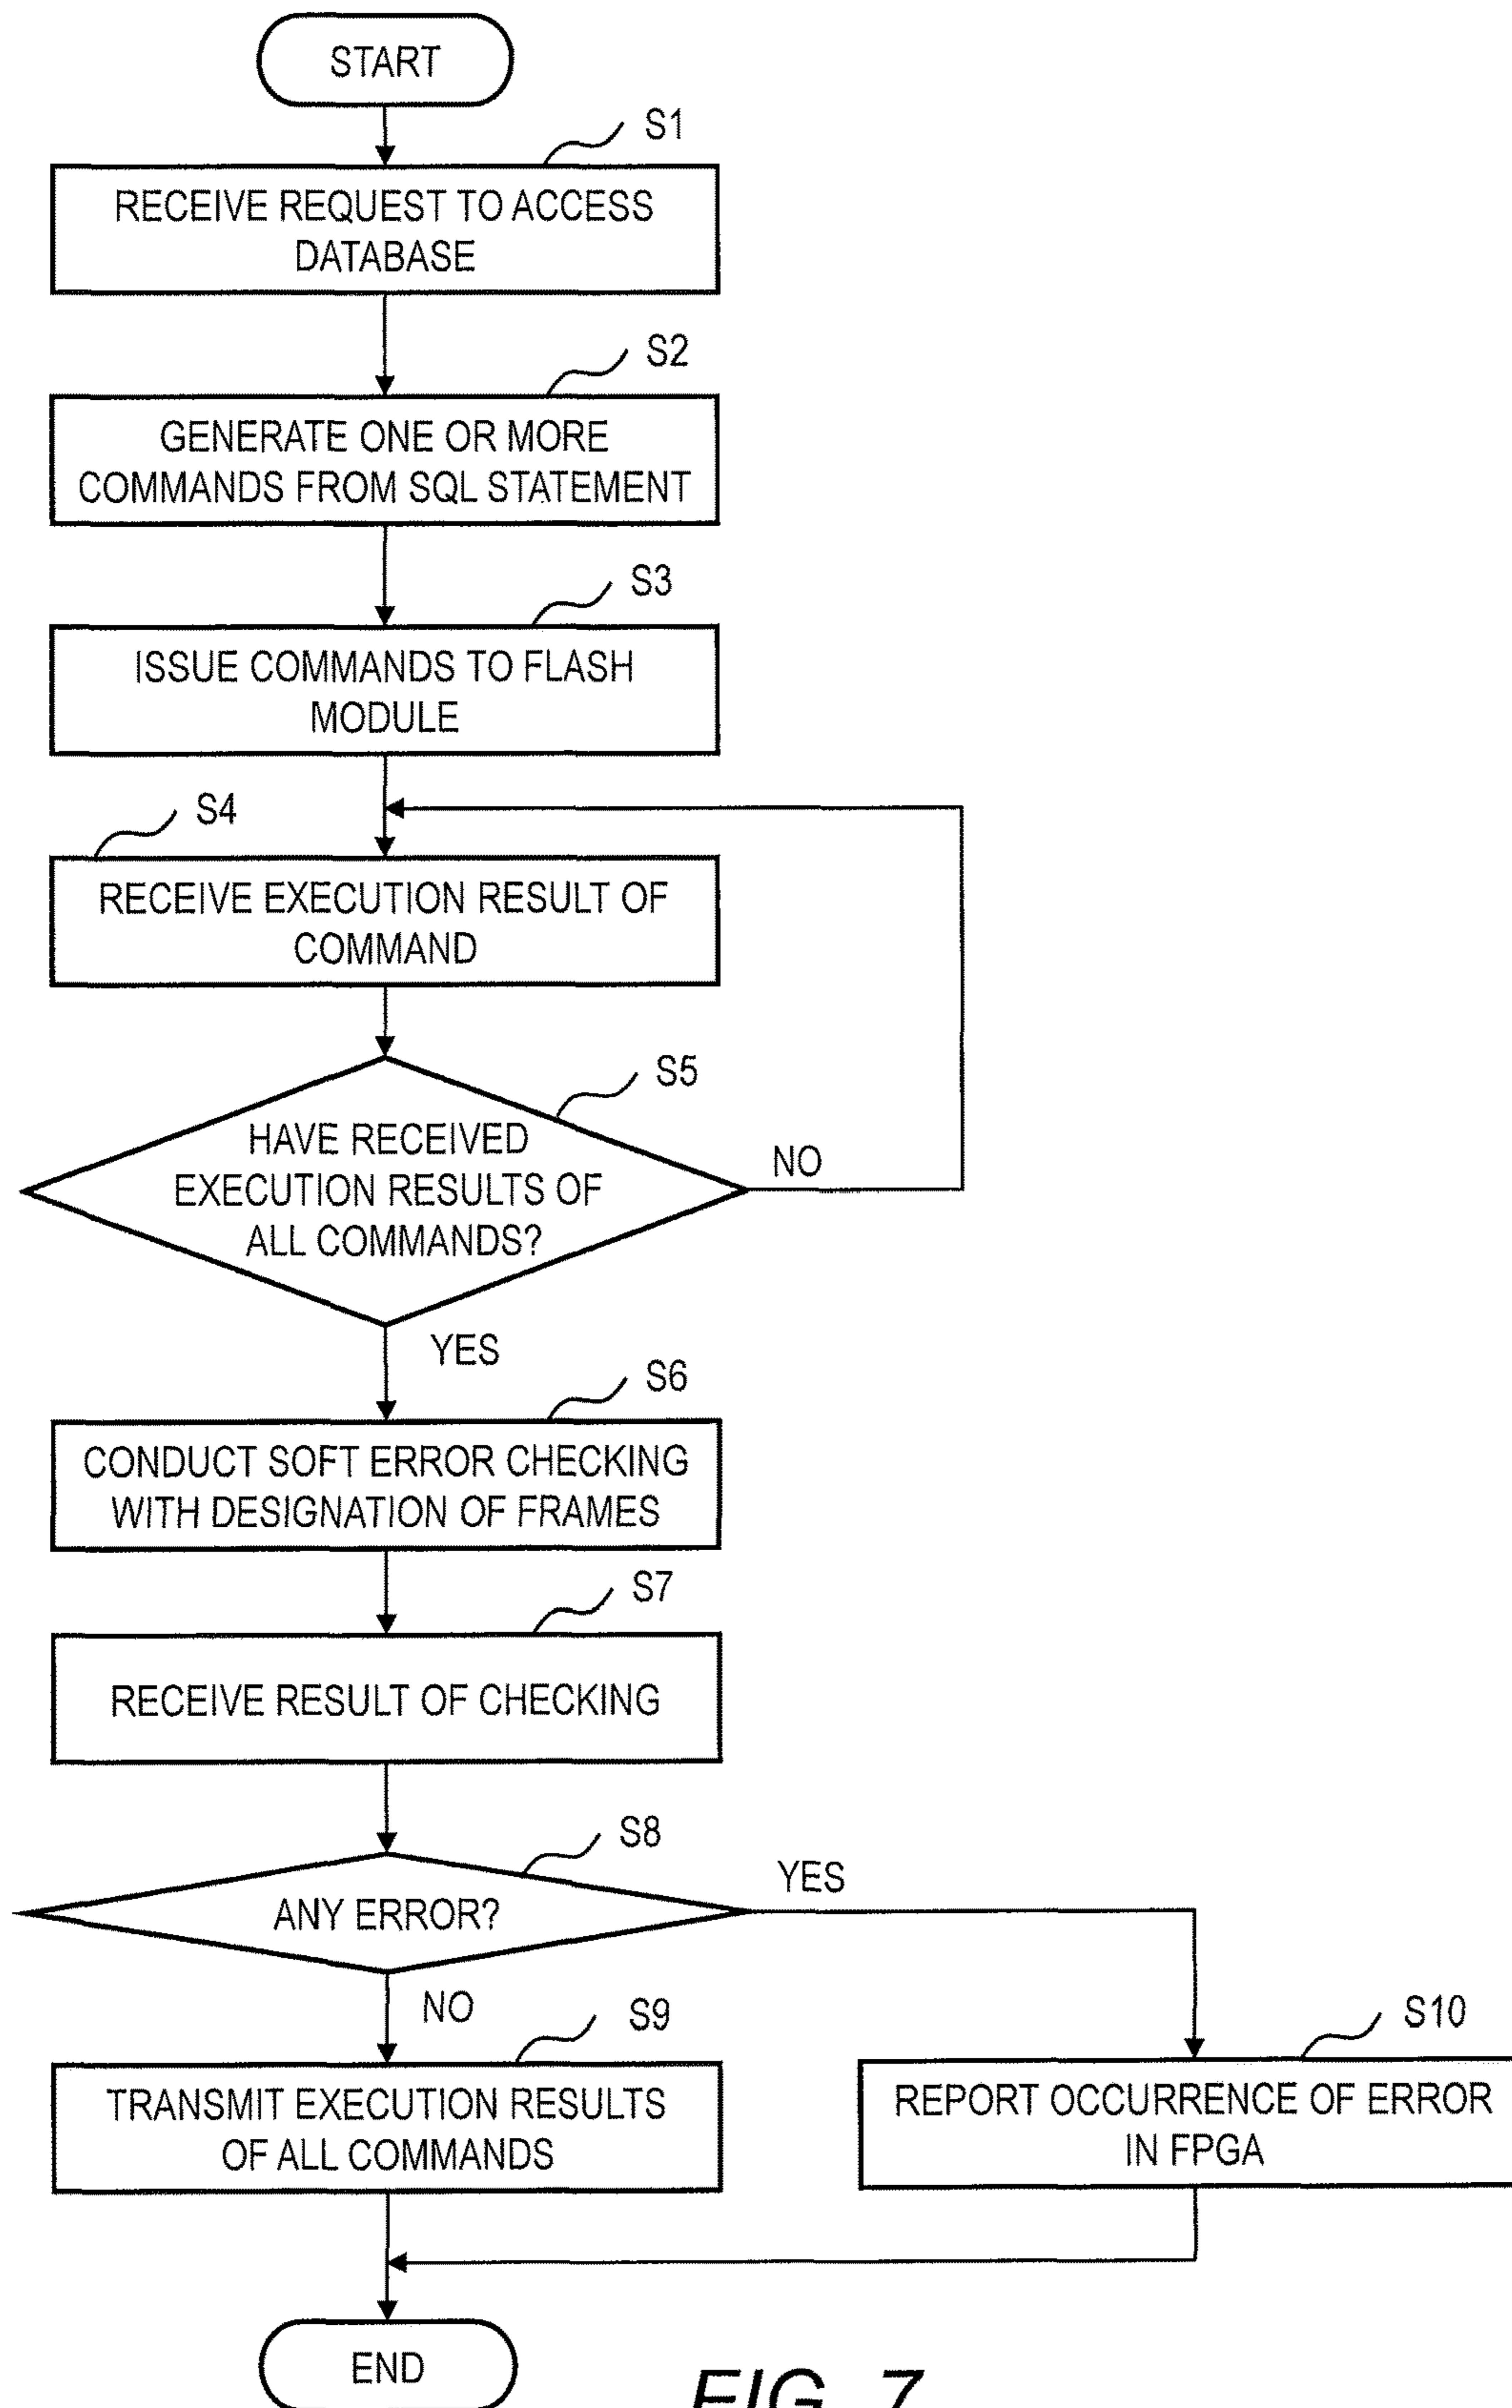 START
S1
RECEIVE REQUEST TO ACCESS
DATABASE
S2
GENERATE ONE OR MORE
COMMANDS FROM SQL STATEMENT
S3
ISSUE COMMANDS TO FLASH
MODULE
S4
RECEIVE EXECUTION RESULT OF
COMMAND
S5
HAVE RECEIVED
EXECUTION RESULTS OF
ALL COMMANDS?
NO
YES
S6
CONDUCT SOFT ERROR CHECKING
WITH DESIGNATION OF FRAMES
S7
RECEIVE RESULT OF CHECKING
S8
ANY ERROR?
YES
NO
S9
TRANSMIT EXECUTION RESULTS
OF ALL COMMANDS
S10
REPORT OCCURRENCE OF ERROR
IN FPGA
END
FIG. 7